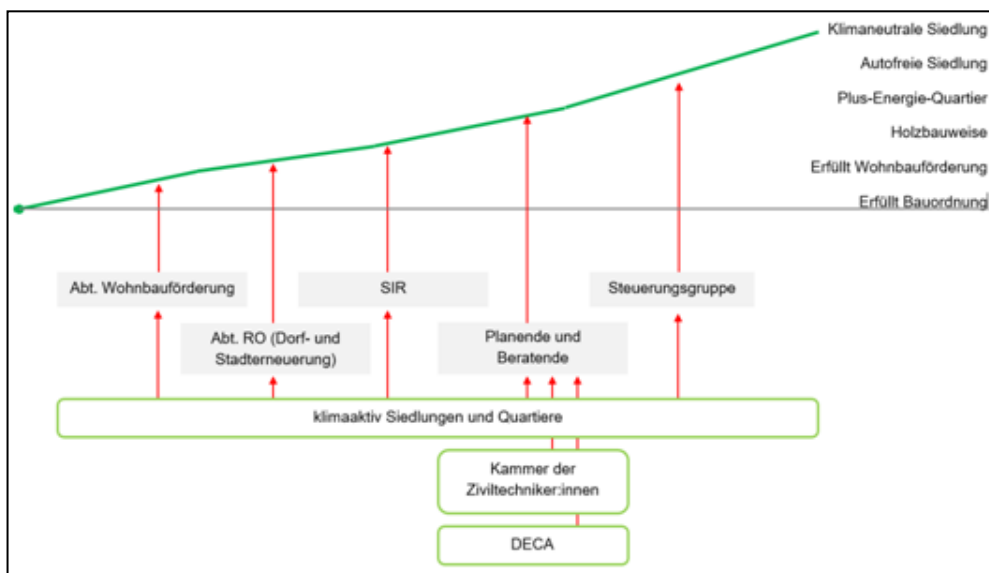 Klimaneutrale Siedlung
Autofreie Siedlung
Plus-Energie-Quartier
Holzbauweise
Erfüllt Wohnbauförderung
Erfüllt Bauordnung
Abt. Wohnbauförderung
SIR
Steuerungsgruppe
Abt. RO (Dorf- und
Stadterneuerung)
Planende und
Beratende
klimaaktiv Siedlungen und Quartiere
Kammer der
Ziviltechniker:innen
DECA